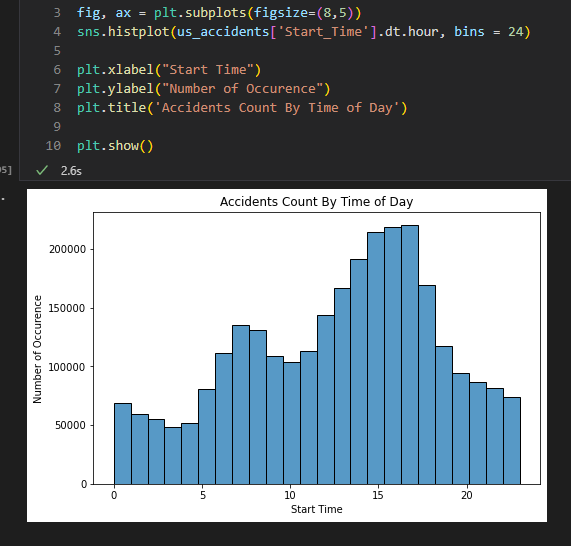 3 fig, ax = plt.subplots(figsize=(8,5))
4 sns.histplot(us_accidents['Start_Time'].dt.hour, bins = 24)
5
6 plt.xlabel("Start Time")
7 plt.ylabel("Number of Occurence")
8 plt.title('Accidents Count By Time of Day')
9
10 plt.show()
s] ✓ 2.6s
Accidents Count By Time of Day
200000
150000
100000
50000
0
Number of Occurence
0 5 10 15 20
Start Time